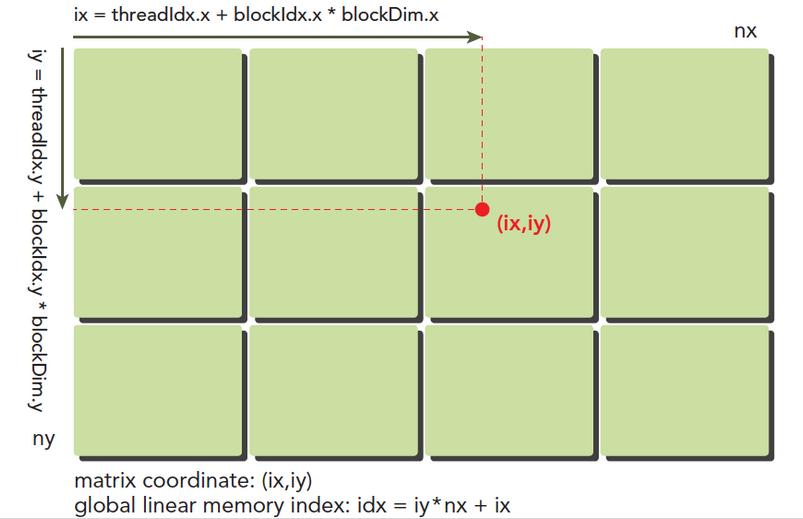 ix = threadIdx.x + blockIdx.x * blockDim.x
nx
iy = threadIdx.y + blockIdx.y * blockDim.y
(ix,iy)
ny
matrix coordinate: (ix,iy)
global linear memory index: idx = iy*nx + ix